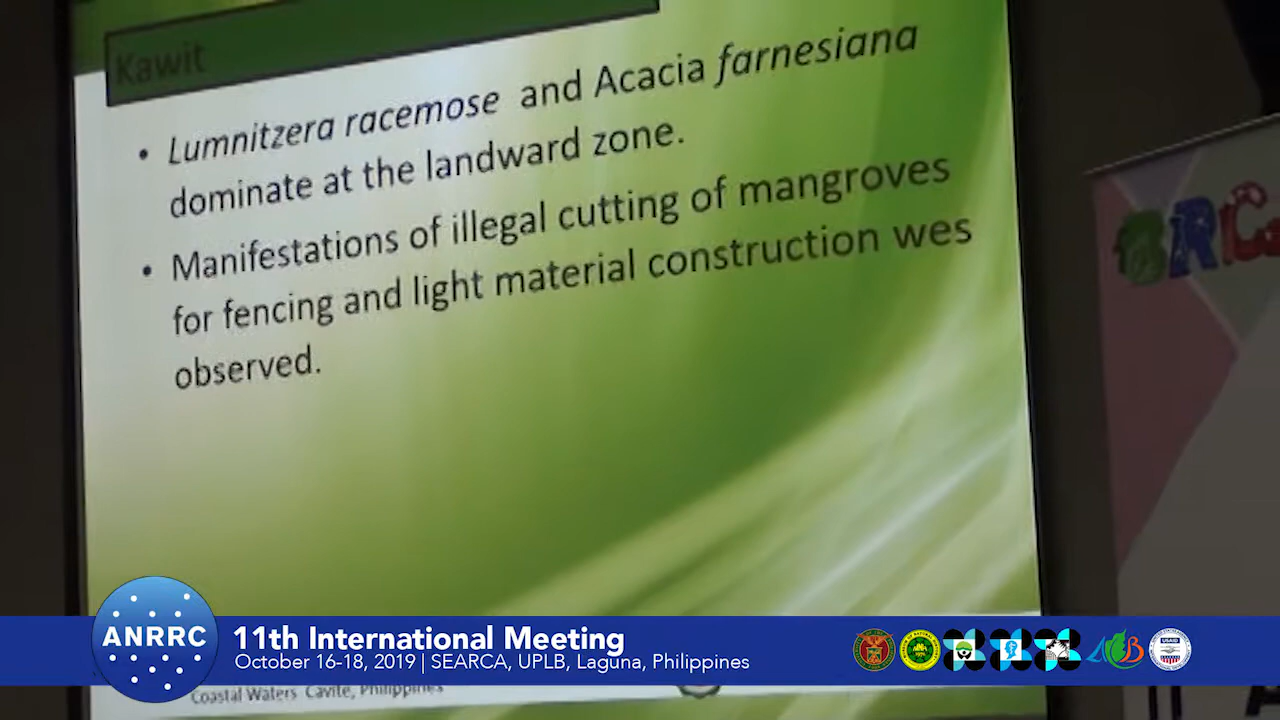 Kawit
• Lumnitzera racemose and Acacia farnesiana
dominate at the landward zone.
• Manifestations of illegal cutting of mangroves
for fencing and light material construction wes
observed.
BRICa
ANRRC
11th International Meeting
October 16-18, 2019 | SEARCA, UPLB, Laguna, Philippines
USAID
Coastal Waters Cavite, Philippines